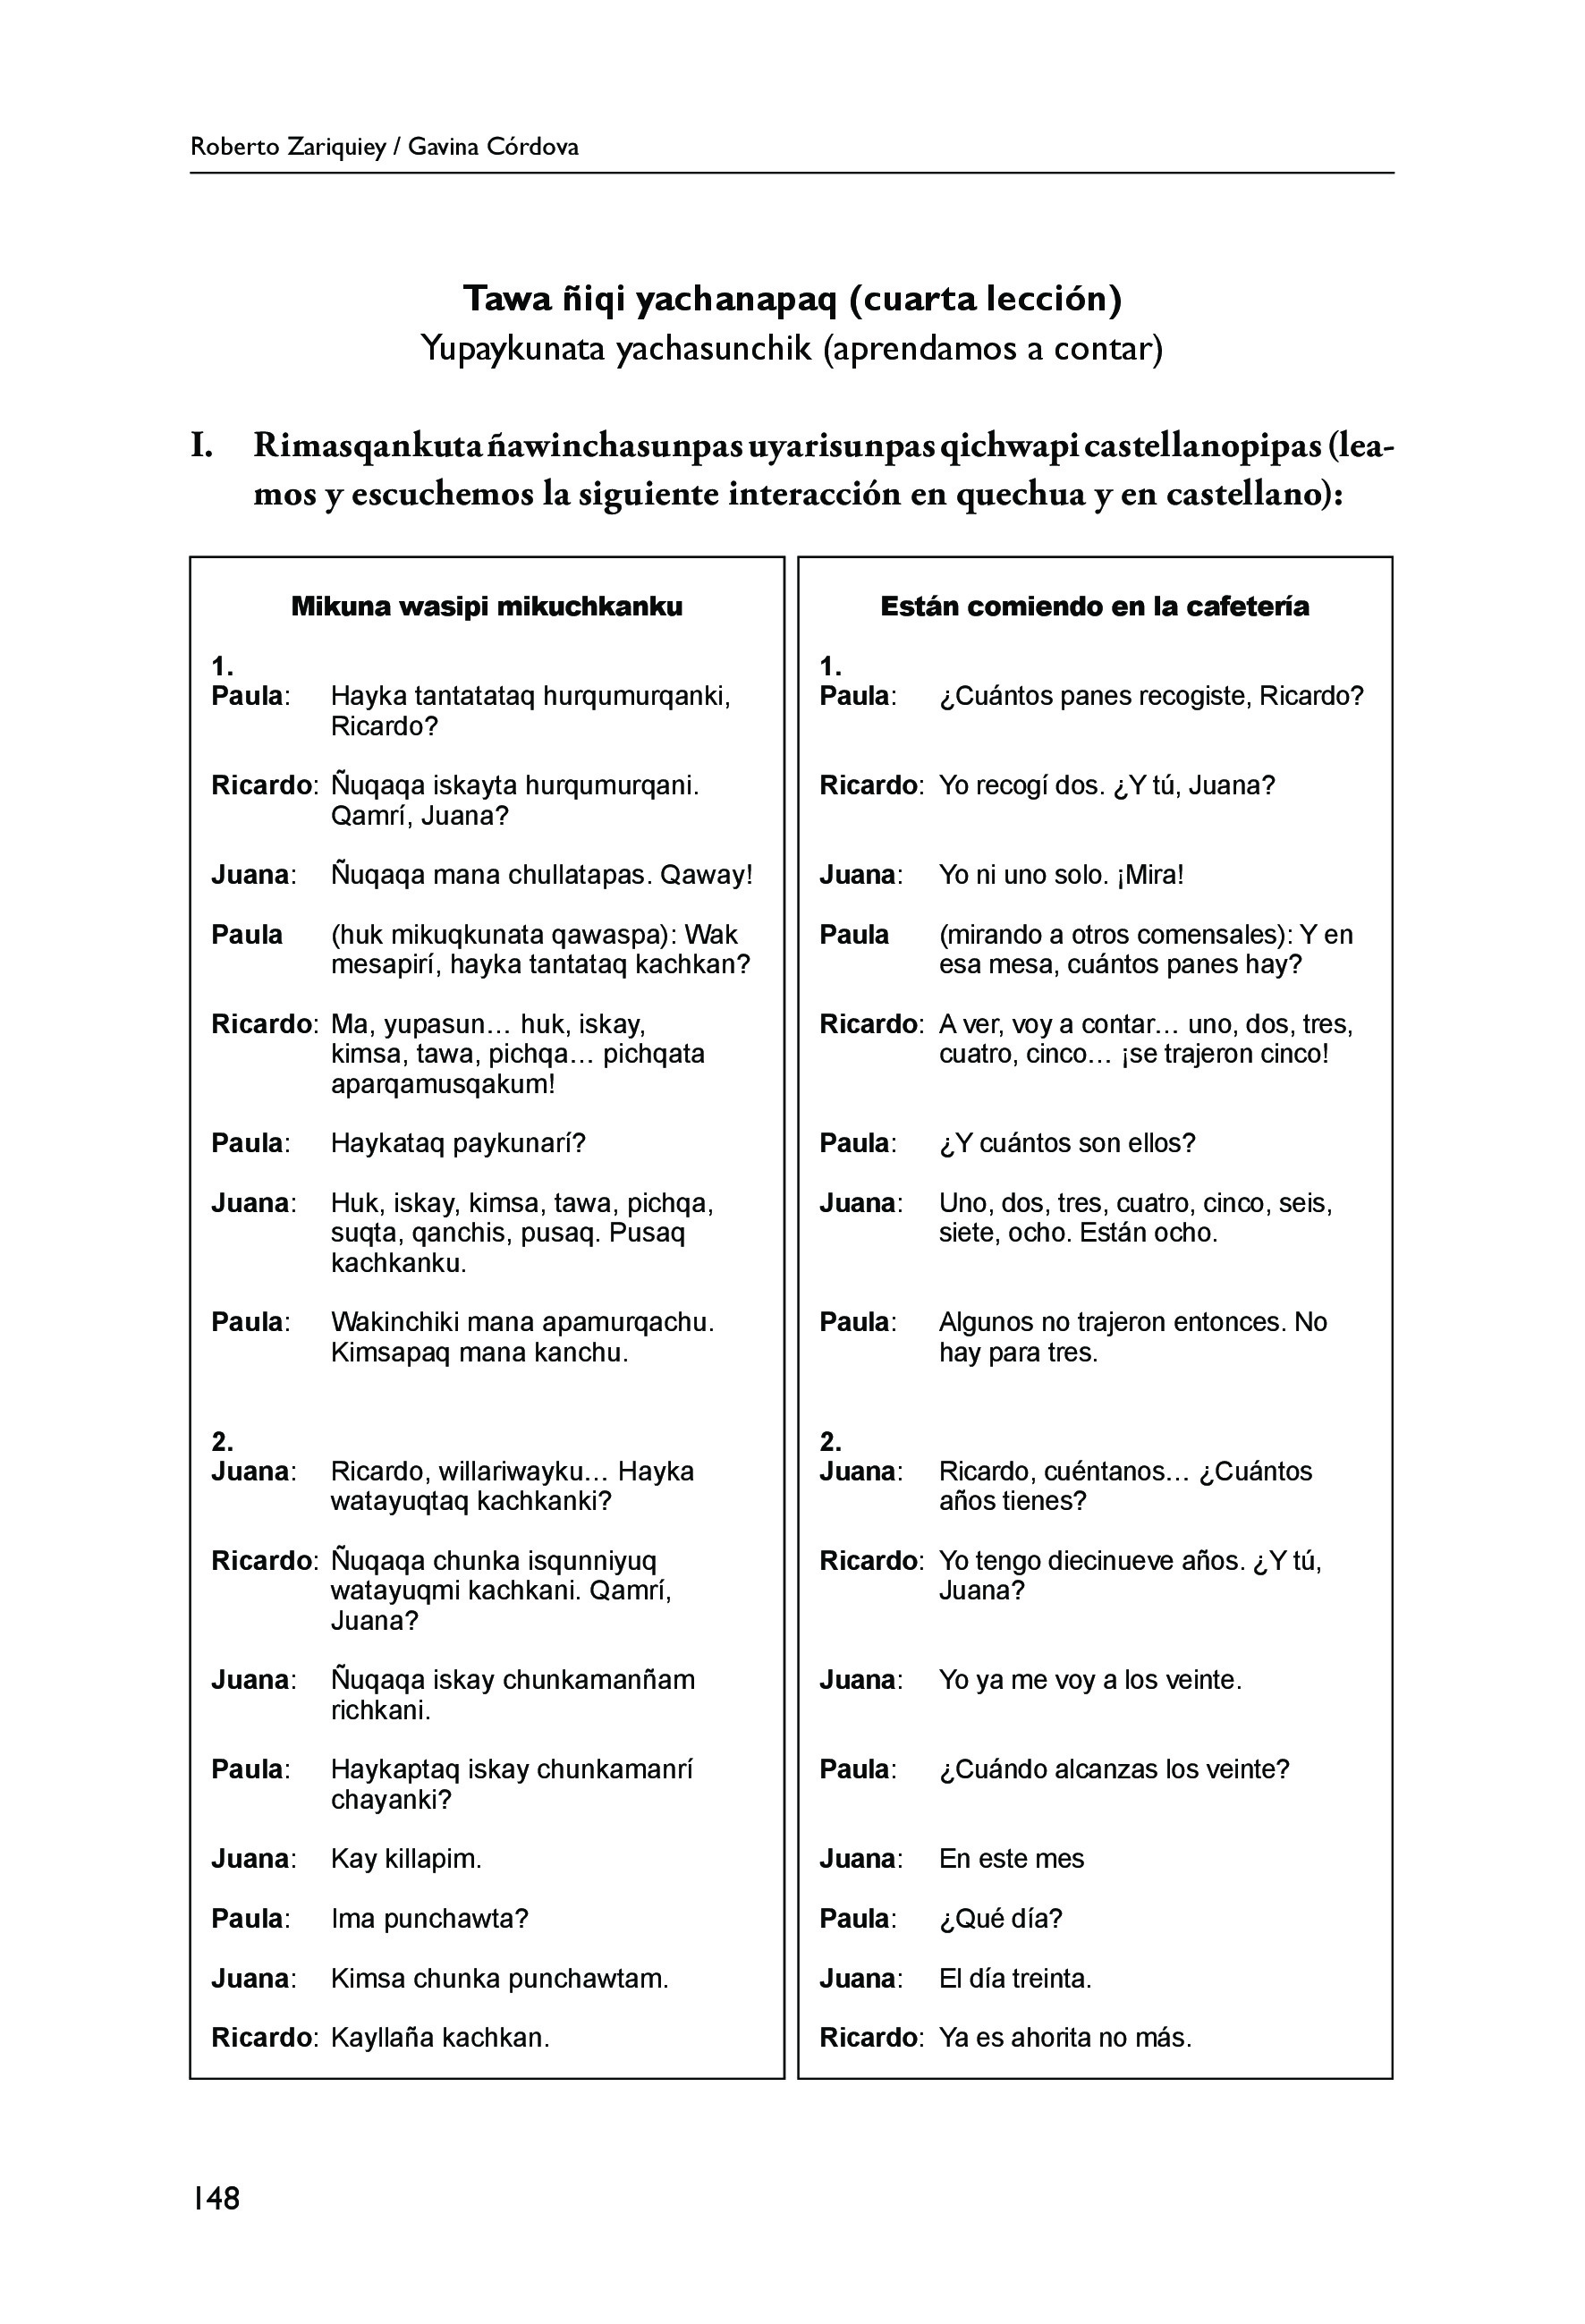 Roberto Zariquiey / Gavina Córdova
Tawa ñiqi yachanapaq (cuarta lección)
Yupaykunata yachasunchik (aprendamos a contar)
I. Rimasqankuta ñawinchasunpas uyarisunpas qichwapi castellanopipas (lea-
mos y escuchemos la siguiente interacción en quechua y en castellano):
Mikuna wasipi mikuchkanku
1.
Paula: Hayka tantatataq hurqumurqanki,
Ricardo?
Ricardo: Ñuqaqa iskayta hurqumurqani.
Qamrí, Juana?
Juana: Ñuqaqa mana chullatapas. Qaway!
Paula (huk mikuqkunata qawaspa): Wak
mesapirí, hayka tantataq kachkan?
Ricardo: Ma, yupasun… huk, iskay,
kimsa, tawa, pichqa… pichqata
aparqamusqakum!
Paula: Haykataq paykunarí?
Juana: Huk, iskay, kimsa, tawa, pichqa,
suqta, qanchis, pusaq. Pusaq
kachkanku.
Paula: Wakinchiki mana apamurqachu.
Kimsapaq mana kanchu.
2.
Juana: Ricardo, willariwayku… Hayka
watayuqtaq kachkanki?
Ricardo: Ñuqaqa chunka isqunniyuq
watayuqmi kachkani. Qamrí,
Juana?
Juana: Ñuqaqa iskay chunkamanñam
richkani.
Paula: Haykaptaq iskay chunkamanrí
chayanki?
Juana: Kay killapim.
Paula: Ima punchawta?
Juana: Kimsa chunka punchawtam.
Ricardo: Kayllaña kachkan.
Están comiendo en la cafetería
1.
Paula: ¿Cuántos panes recogiste, Ricardo?
Ricardo: Yo recogí dos. ¿Y tú, Juana?
Juana: Yo ni uno solo. ¡Mira!
Paula (mirando a otros comensales): Y en
esa mesa, cuántos panes hay?
Ricardo: A ver, voy a contar… uno, dos, tres,
cuatro, cinco… ¡se trajeron cinco!
Paula: ¿Y cuántos son ellos?
Juana: Uno, dos, tres, cuatro, cinco, seis,
siete, ocho. Están ocho.
Paula: Algunos no trajeron entonces. No
hay para tres.
2.
Juana: Ricardo, cuéntanos… ¿Cuántos
años tienes?
Ricardo: Yo tengo diecinueve años. ¿Y tú,
Juana?
Juana: Yo ya me voy a los veinte.
Paula: ¿Cuándo alcanzas los veinte?
Juana: En este mes
Paula: ¿Qué día?
Juana: El día treinta.
Ricardo: Ya es ahorita no más.
148